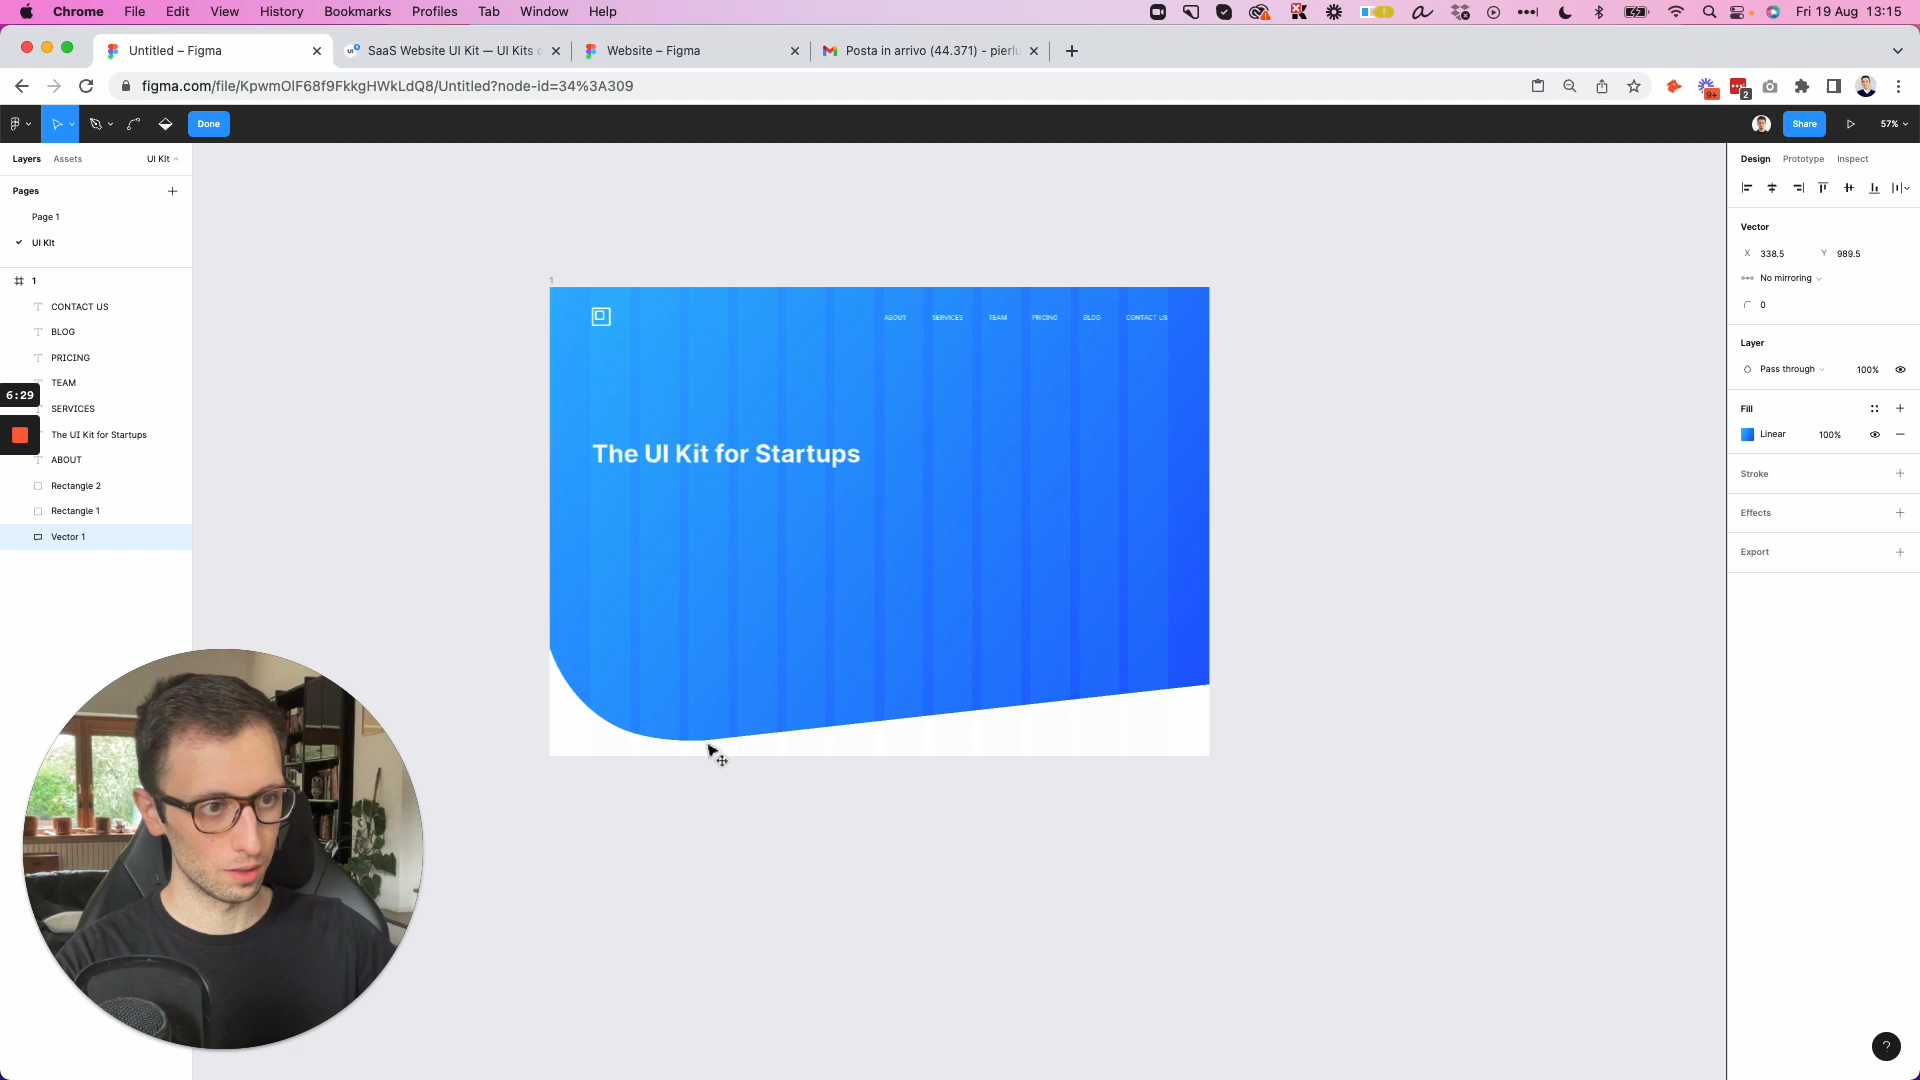 Chrome File Edit View History Bookmarks Profiles Tab Window Help
Fri 19 Aug 13:15
Untitled – Figma
SaaS Website UI Kit — UI Kits
Website – Figma
Posta in arrivo (44.371) - pierlu
figma.com/file/KpwmOlF68f9FkkgHWkLdQ8/Untitled?node-id=34%3A309
9+
2
Done
Share
57%
Layers
Assets
UI Kit
Design
Prototype
Inspect
Pages
Page 1
UI Kit
1
CONTACT US
BLOG
PRICING
TEAM
SERVICES
The UI Kit for Startups
ABOUT
Rectangle 2
Rectangle 1
Vector 1
6:29
1
ABOUT
SERVICES
TEAM
PRICING
BLOG
CONTACT US
The UI Kit for Startups
Vector
X 338.5
Y 989.5
No mirroring
0
Layer
Pass through
100%
Fill
Linear
100%
Stroke
Effects
Export
?